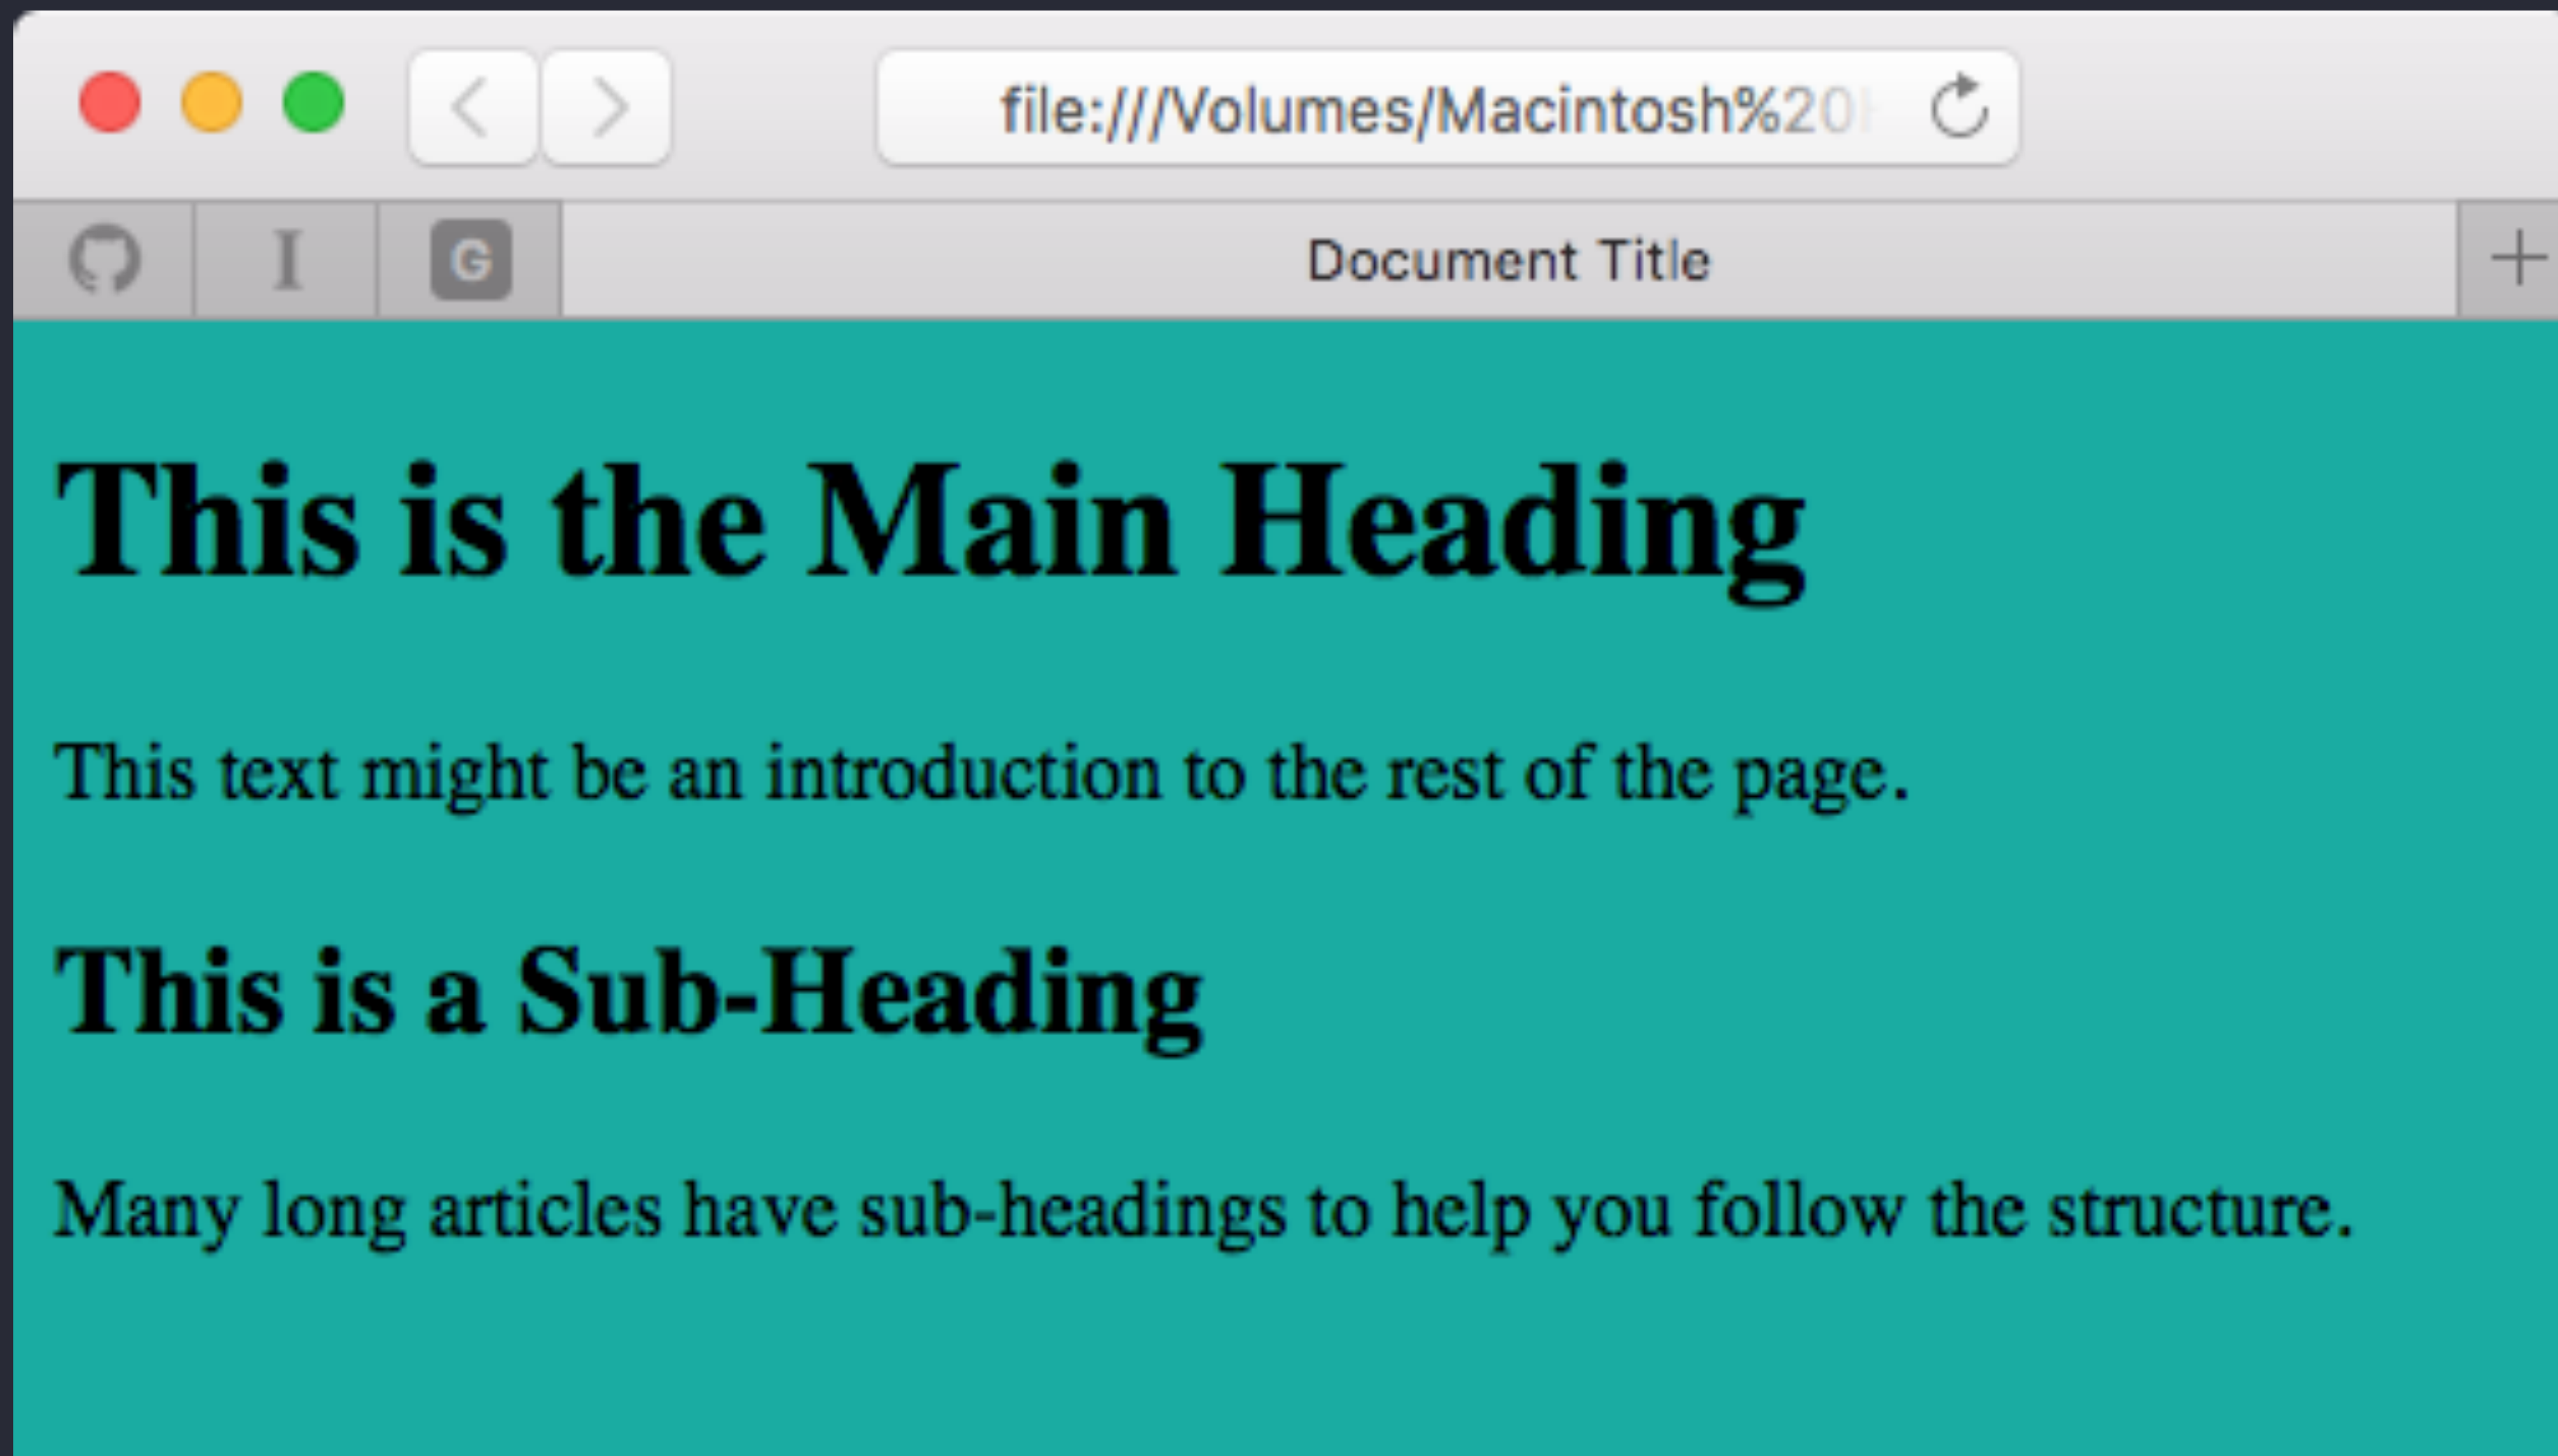 file:///Volumes/Macintosh%20
I
G
Document Title
This is the Main Heading
This text might be an introduction to the rest of the page.
This is a Sub-Heading
Many long articles have sub-headings to help you follow the structure.